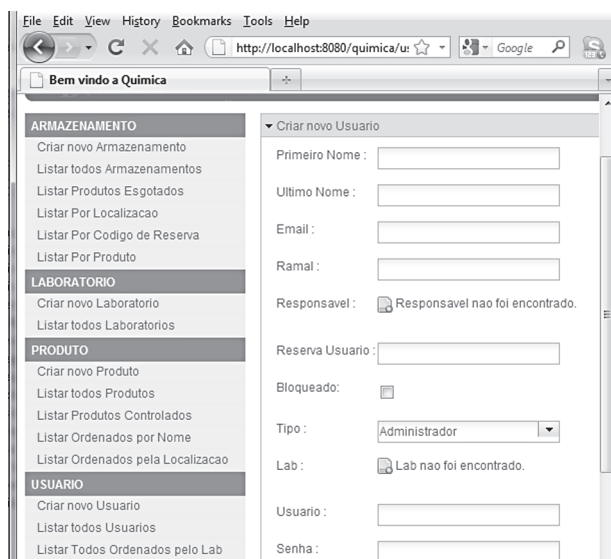 File Edit View History Bookmarks Tools Help
http://localhost:8080/quimica/u:
Google
Bem vindo a Quimica
ARMAZENAMENTO
Criar novo Armazenamento
Listar todos Armazenamentos
Listar Produtos Esgotados
Listar Por Localizacao
Listar Por Codigo de Reserva
Listar Por Produto
LABORATORIO
Criar novo Laboratorio
Listar todos Laboratorios
PRODUTO
Criar novo Produto
Listar todos Produtos
Listar Produtos Controlados
Listar Ordenados por Nome
Listar Ordenados pela Localizacao
USUARIO
Criar novo Usuario
Listar todos Usuarios
Listar Todos Ordenados pelo Lab
Criar novo Usuario
Primeiro Nome :
Ultimo Nome :
Email :
Ramal :
Responsavel : Responsavel nao foi encontrado.
Reserva Usuario :
Bloqueado:
Tipo : Administrador
Lab : Lab nao foi encontrado.
Usuario :
Senha :